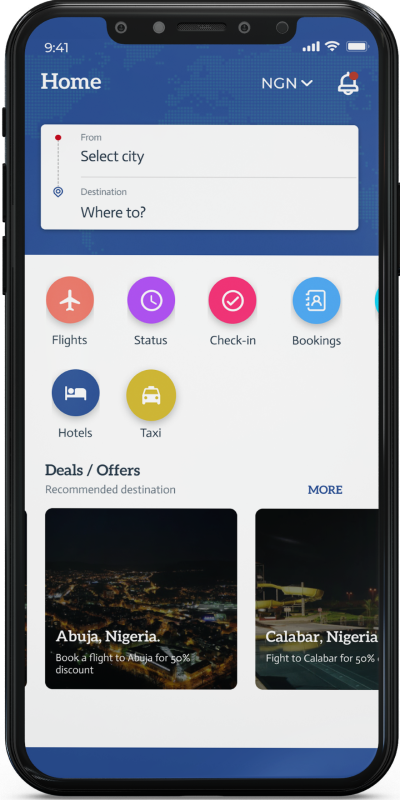 9:41
Home
NGN
From
Select city
Destination
Where to?
Flights
Status
Check-in
Bookings
Hotels
Taxi
Deals / Offers
Recommended destination
MORE
Abuja, Nigeria.
Book a flight to Abuja for 50%
discount
Calabar, Nigeria
Fight to Calabar for 50%